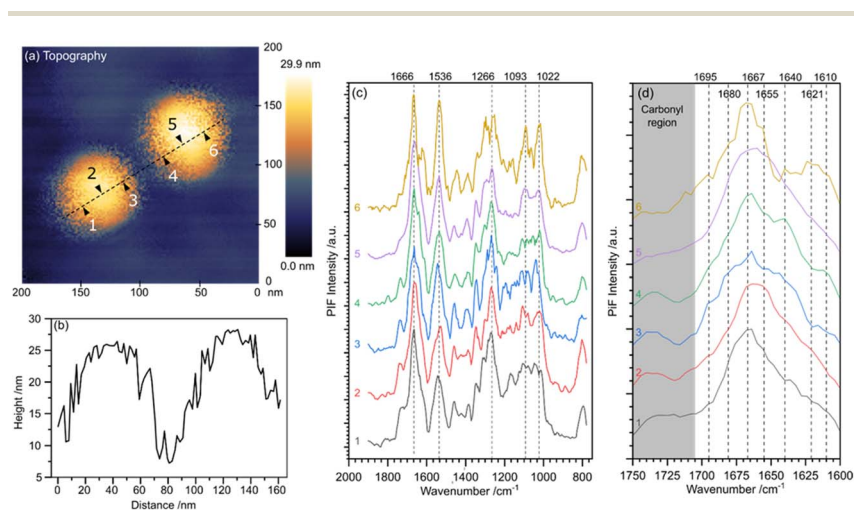 (a) Topography
200
29.9 nm
150
100
50
0
0.0 nm
5
6
4
2
3
1
200 150 100 50 0 nm
(b)
Height /nm
30
25
20
15
10
5
0 20 40 60 80 100 120 140 160
Distance /nm
1666 1536 1266 1093 1022
(c)
PIF Intensity /a.u.
6
5
4
3
2
1
2000 1800 1600 1400 1200 1000 800
Wavenumber /cm-1
1695 1667 1640 1610
1680 1655 1621
(d)
Carbonyl
region
PIF Intensity /a.u.
6
5
4
3
2
1
1750 1725 1700 1675 1650 1625 1600
Wavenumber /cm-1